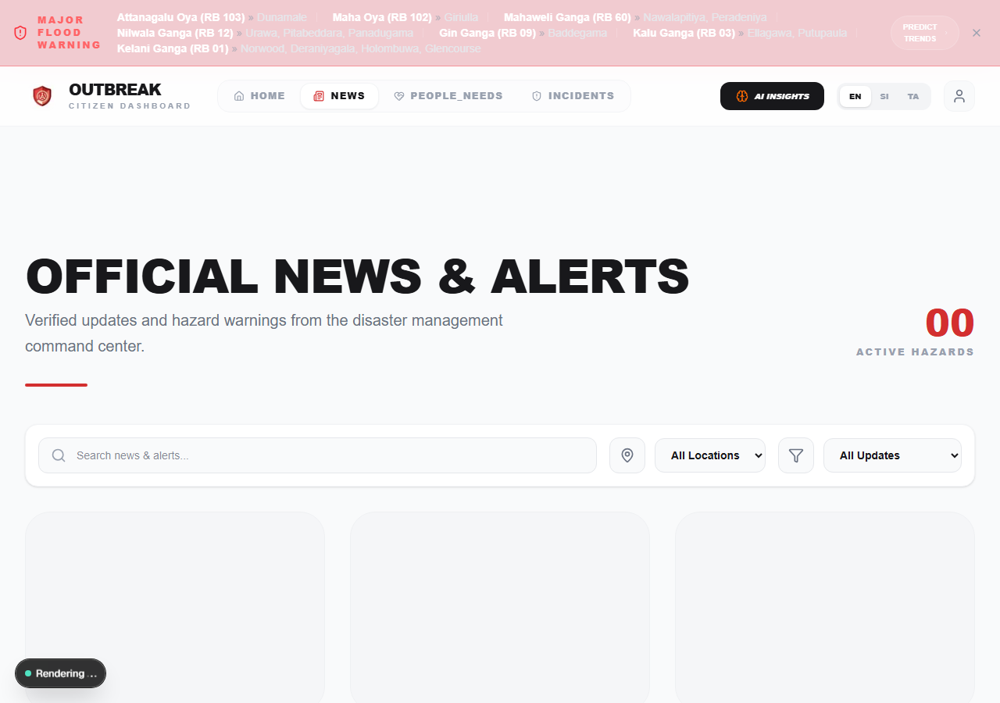 MAJOR FLOOD WARNING
Attanagalu Oya (RB 103) » Dunamale
Maha Oya (RB 102) » Giriulla
Mahaweli Ganga (RB 60) » Nawalapitiya, Peradeniya
Nilwala Ganga (RB 12) » Urawa, Pitabeddara, Panadugama
Gin Ganga (RB 09) » Baddegama
Kalu Ganga (RB 03) » Ellagawa, Putupaula
Kelani Ganga (RB 01) » Norwood, Deraniyagala, Holombuwa, Glencourse
PREDICT TRENDS
OUTBREAK
CITIZEN DASHBOARD
HOME
NEWS
PEOPLE_NEEDS
INCIDENTS
AI INSIGHTS
EN
SI
TA
OFFICIAL NEWS & ALERTS
Verified updates and hazard warnings from the disaster management
command center.
00
ACTIVE HAZARDS
Search news & alerts...
All Locations
All Updates
Rendering ...